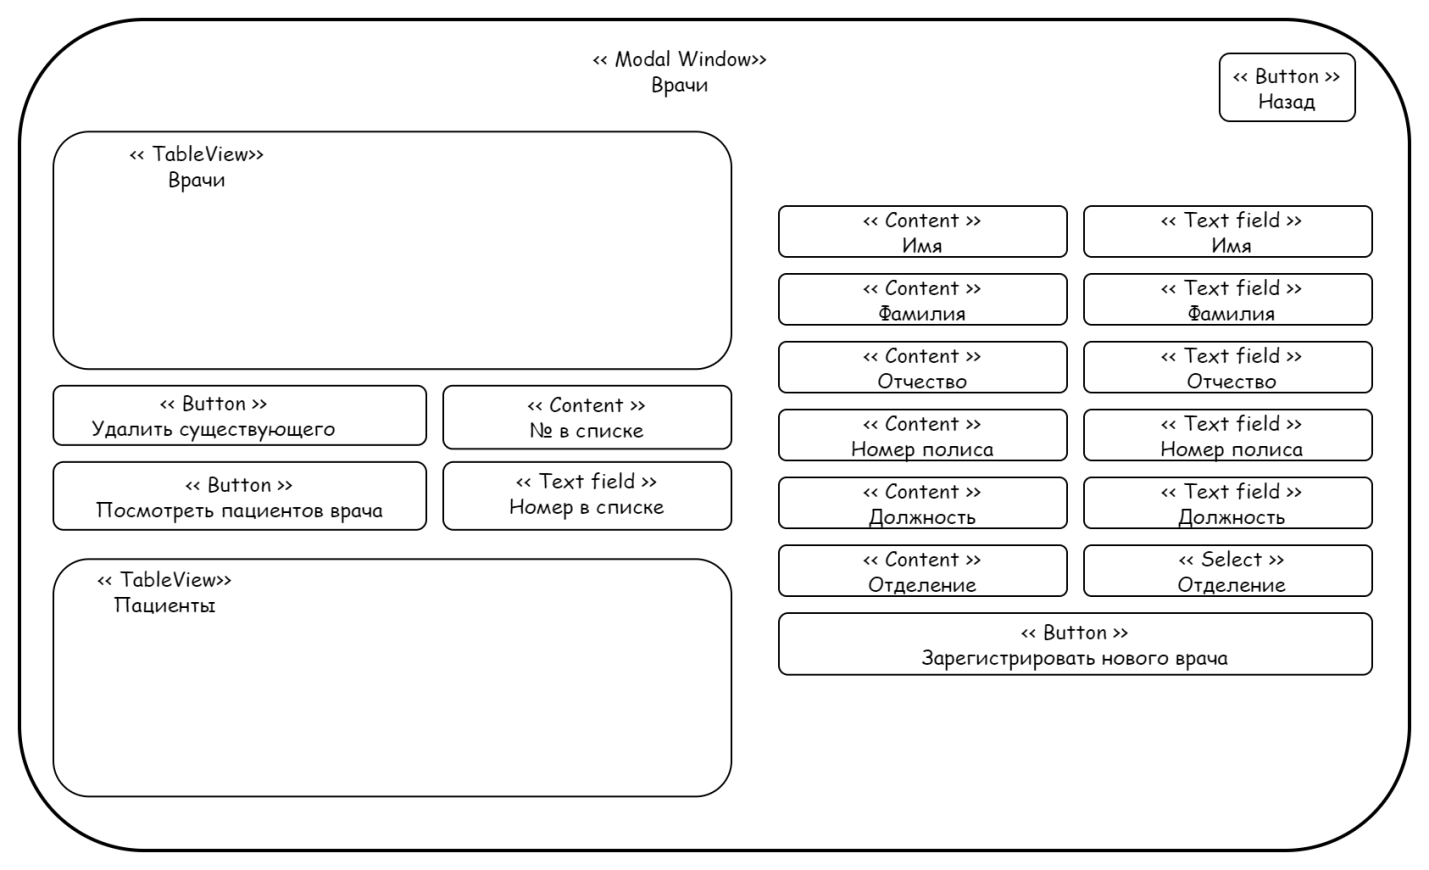 << Modal Window>>
Врачи
<< Button >>
Назад
<< TableView>>
Врачи
<< Button >>
Удалить существующего
<< Content >>
№ в списке
<< Button >>
Посмотреть пациентов врача
<< Text field >>
Номер в списке
<< TableView>>
Пациенты
<< Content >>
Имя
<< Text field >>
Имя
<< Content >>
Фамилия
<< Text field >>
Фамилия
<< Content >>
Отчество
<< Text field >>
Отчество
<< Content >>
Номер полиса
<< Text field >>
Номер полиса
<< Content >>
Должность
<< Text field >>
Должность
<< Content >>
Отделение
<< Select >>
Отделение
<< Button >>
Зарегистрировать нового врача